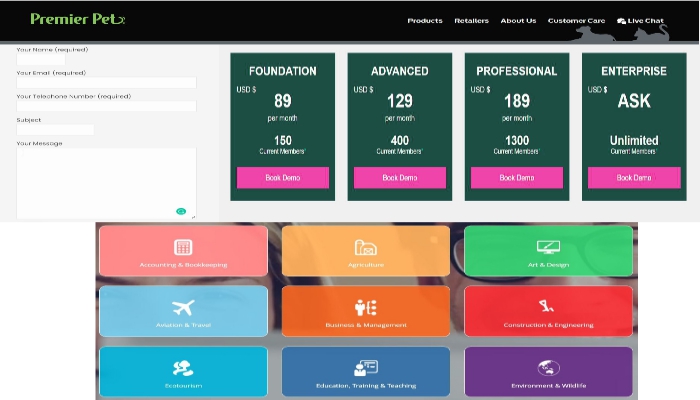 Premier Pet
Products Retailers About Us Customer Care Live Chat
Your Name (required)
Your Email (required)
Your Telephone Number (required)
Subject
Your Message
FOUNDATION
USD $
89
per month
150
Current Members'
Book Demo
ADVANCED
USD $
129
per month
400
Current Members'
Book Demo
PROFESSIONAL
USD $
189
per month
1300
Current Members'
Book Demo
ENTERPRISE
USD $
ASK
Unlimited
Current Members'
Book Demo
Accounting & Bookkeeping
Agriculture
Art & Design
Aviation & Travel
Business & Management
Construction & Engineering
Ecotourism
Education, Training & Teaching
Environment & Wildlife